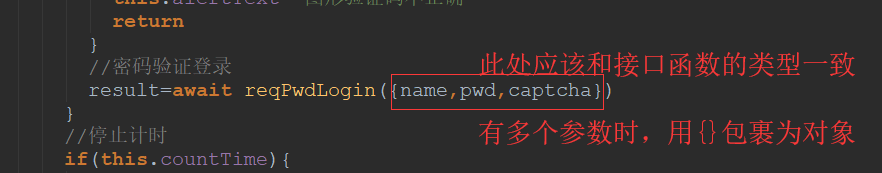 this.alertText
return
}
//密码验证登录
此处应该和接口函数的类型一致
result=await reqPwdLogin({name,pwd,captcha})
}
有多个参数时，用{}包裹为对象
//停止计时
if(this.countTime){